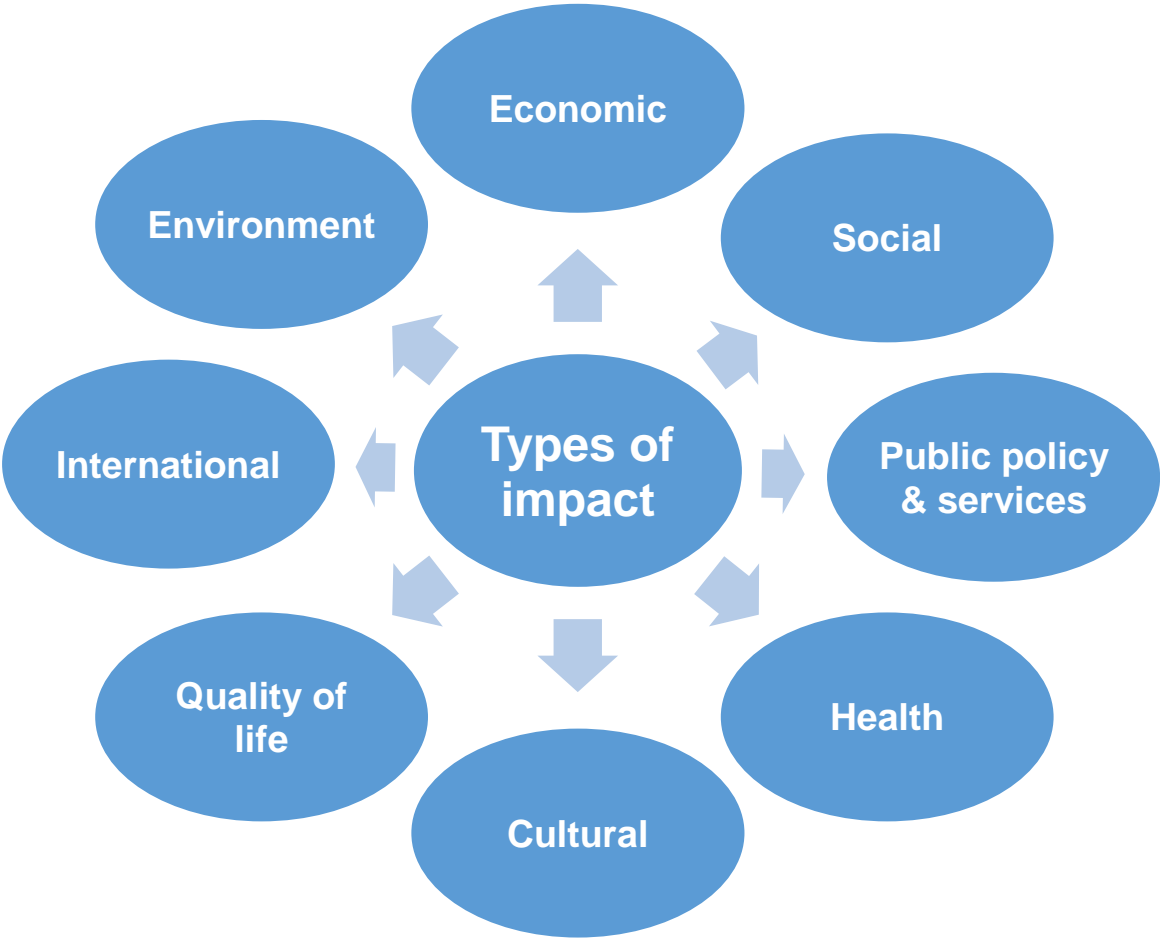 Economic
Environment
Social
Types of
impact
International
Public policy
& services
Quality of
life
Health
Cultural